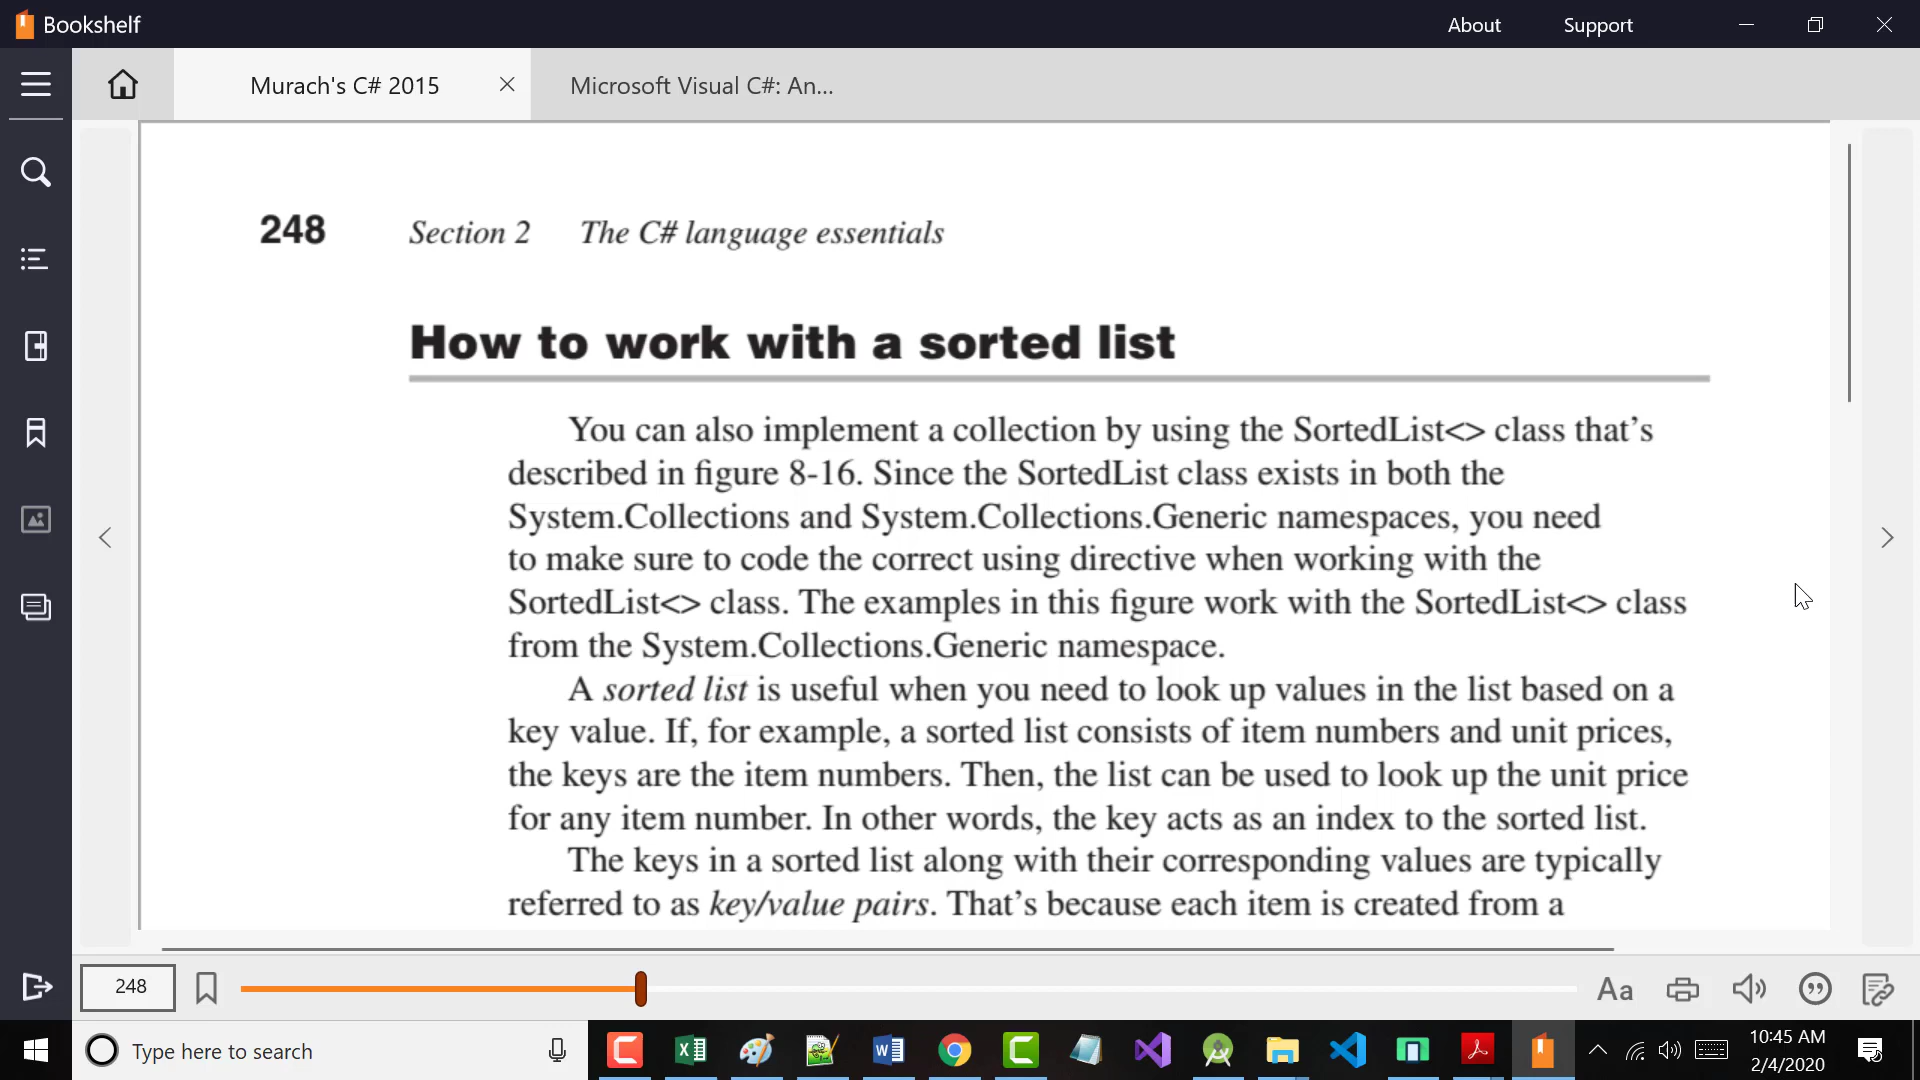 Bookshelf
About
Support
Murach's C# 2015
Microsoft Visual C#: An...
248 Section 2 The C# language essentials
How to work with a sorted list
You can also implement a collection by using the SortedList<> class that's
described in figure 8-16. Since the SortedList class exists in both the
System.Collections and System.Collections.Generic namespaces, you need
to make sure to code the correct using directive when working with the
SortedList<> class. The examples in this figure work with the SortedList<> class
from the System.Collections.Generic namespace.
A sorted list is useful when you need to look up values in the list based on a
key value. If, for example, a sorted list consists of item numbers and unit prices,
the keys are the item numbers. Then, the list can be used to look up the unit price
for any item number. In other words, the key acts as an index to the sorted list.
The keys in a sorted list along with their corresponding values are typically
referred to as key/value pairs. That's because each item is created from a
248
Aa
Type here to search
10:45 AM
2/4/2020